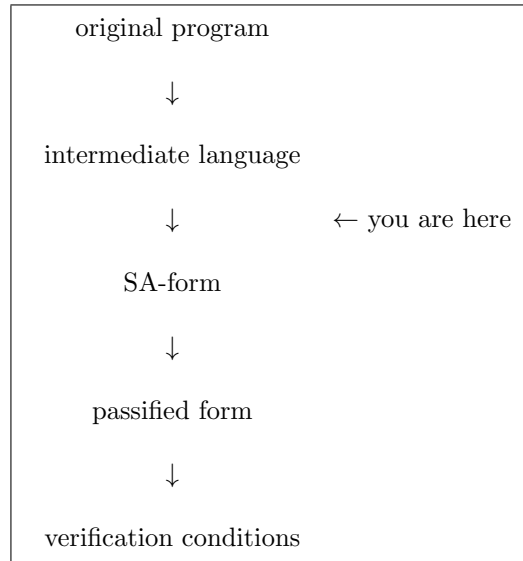 original program
↓
intermediate language
↓ ← you are here
SA-form
↓
passified form
↓
verification conditions